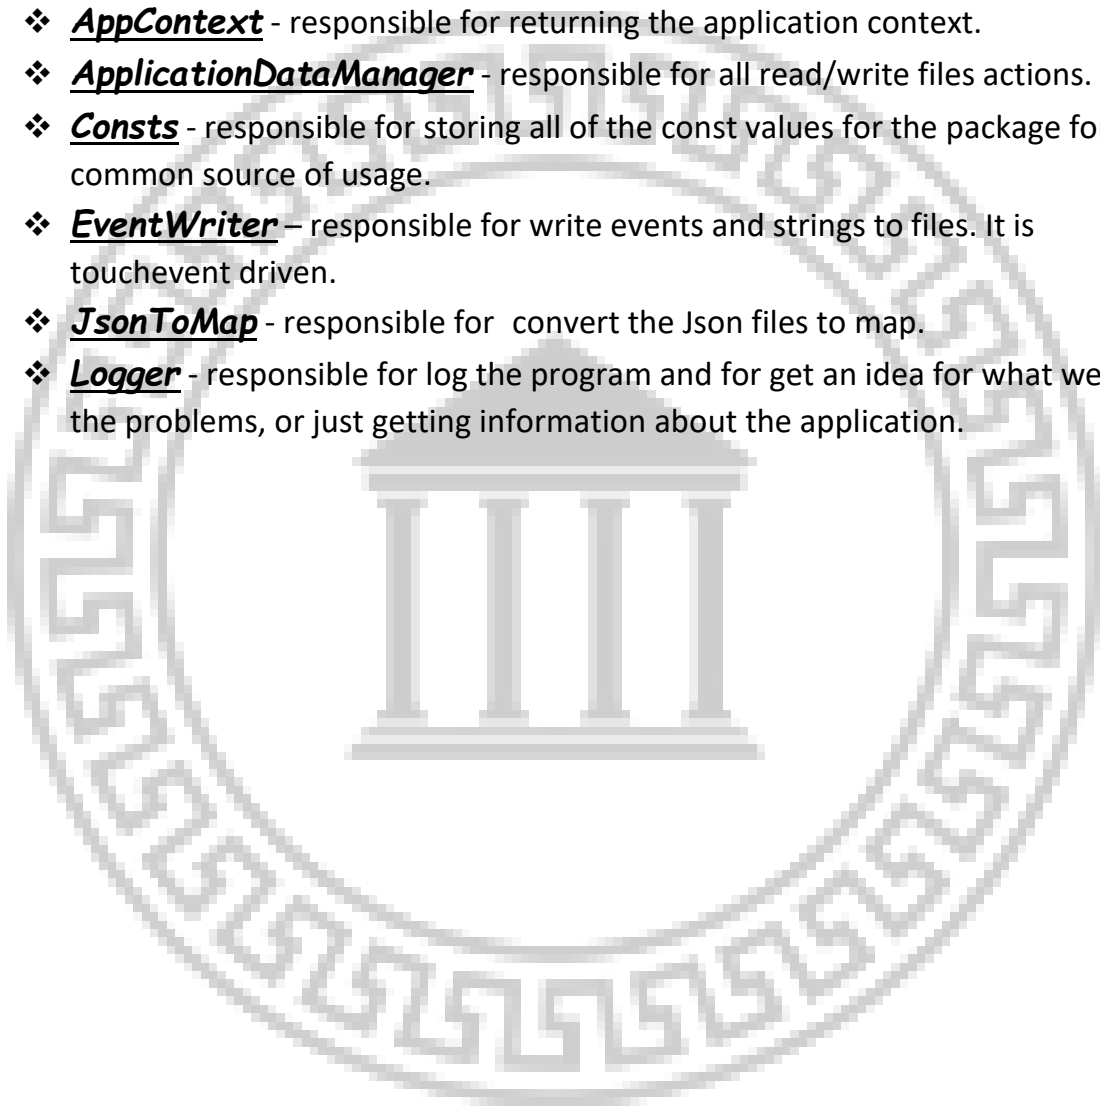 ❖ AppContext - responsible for returning the application context.
❖ ApplicationDataManager - responsible for all read/write files actions.
❖ Consts - responsible for storing all of the const values for the package fo
common source of usage.
❖ EventWriter – responsible for write events and strings to files. It is
touchevent driven.
❖ JsonToMap - responsible for convert the Json files to map.
❖ Logger - responsible for log the program and for get an idea for what we
the problems, or just getting information about the application.